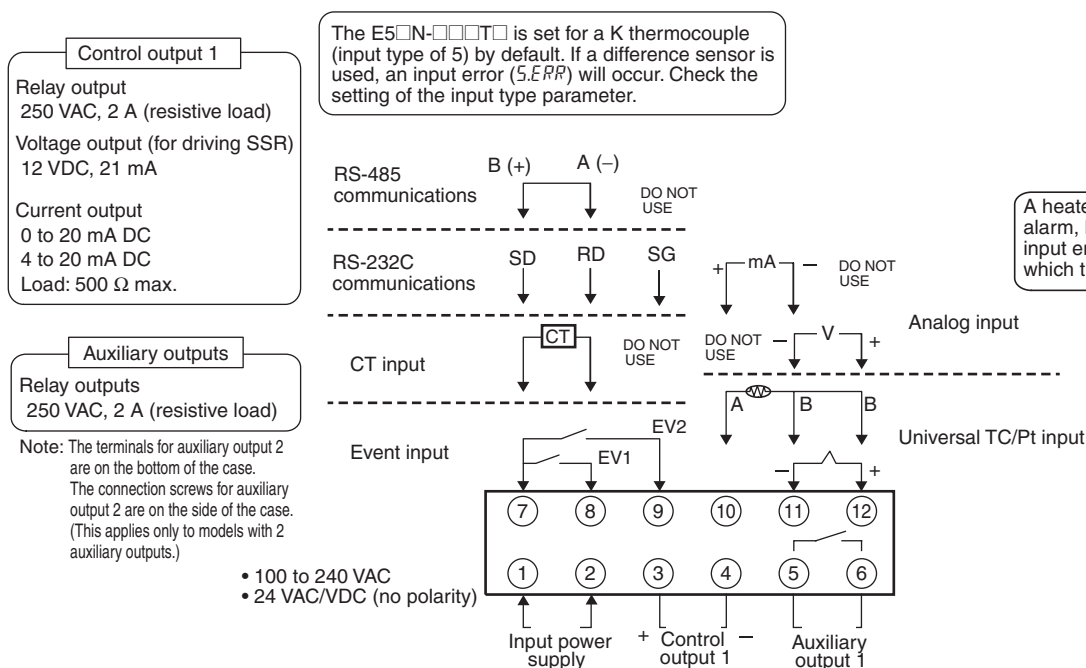 Control output 1
Relay output
250 VAC, 2 A (resistive load)
Voltage output (for driving SSR)
12 VDC, 21 mA
Current output
0 to 20 mA DC
4 to 20 mA DC
Load: 500 Ω max.
Auxiliary outputs
Relay outputs
250 VAC, 2 A (resistive load)
Note: The terminals for auxiliary output 2
are on the bottom of the case.
The connection screws for auxiliary
output 2 are on the side of the case.
(This applies only to models with 2
auxiliary outputs.)
The E5□N-□□□T□ is set for a K thermocouple
(input type of 5) by default. If a difference sensor is
used, an input error (S.ERR) will occur. Check the
setting of the input type parameter.
A heate
alarm,
input er
which t
RS-485
communications
B (+)
A (−)
DO NOT
USE
RS-232C
communications
SD
RD
SG
+
mA
−
DO NOT
USE
CT input
CT
DO NOT
USE
DO NOT
USE
−
V
+
Analog input
Event input
EV2
EV1
A
B
B
Universal TC/Pt input
−
+
7 8 9 10 11 12
1 2 3 4 5 6
• 100 to 240 VAC
• 24 VAC/VDC (no polarity)
Input power
supply
+ Control −
output 1
Auxiliary
output 1